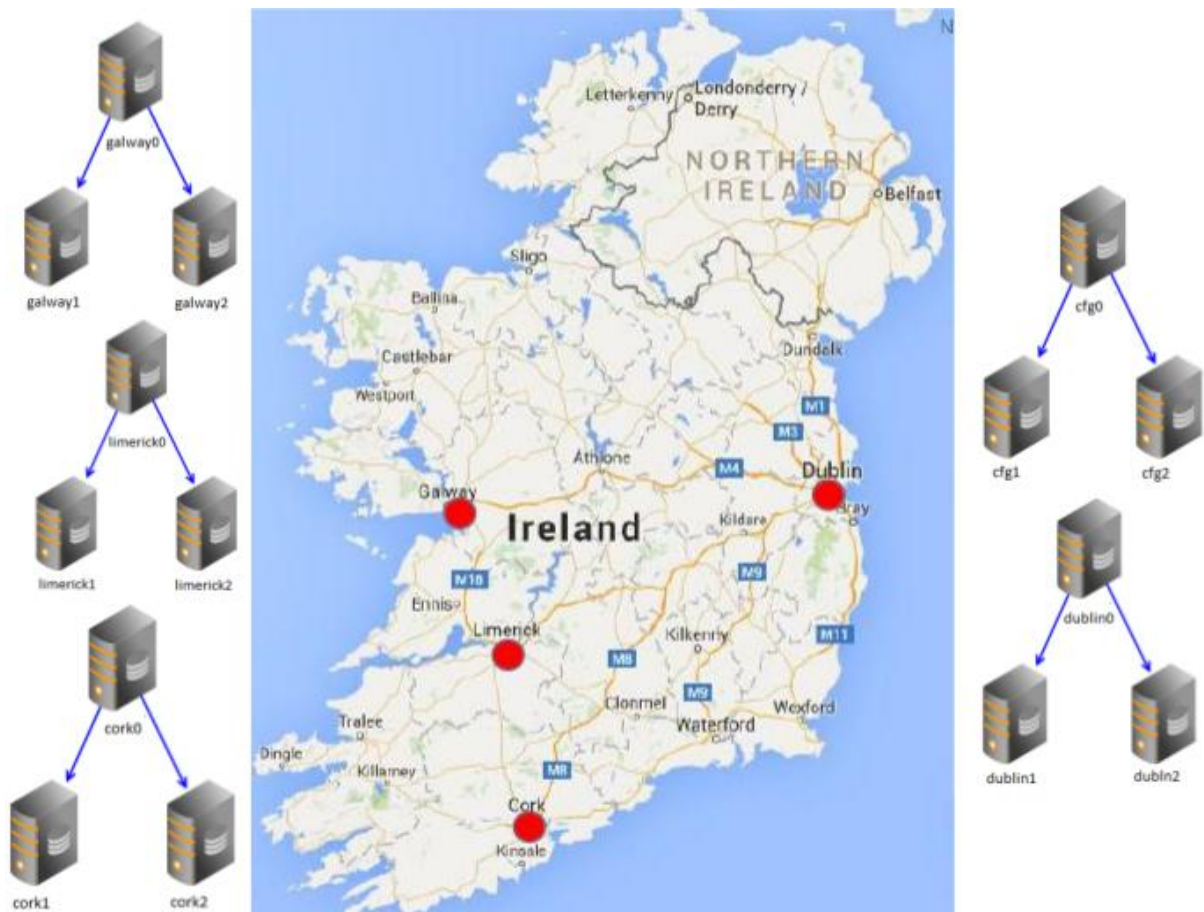 galway0
galway1
galway2
limerick0
limerick1
limerick2
cork0
cork1
cork2
N
Letterkenny
Londonderry /
Derry
NORTHERN
IRELAND
Belfast
Sligo
Ballina
Castlebar
Westport
Dundalk
M1
M3
M4
Athlone
Dublin
Galway
Bray
Kildare
Ireland
M18
M9
Ennis
Limerick
Kilkenny
M11
M8
M9
Clonmel
Wexford
Waterford
Tralee
Dingle
Killarney
M8
Cork
Kinsale
cfg0
cfg1
cfg2
dublin0
dublin1
dubln2